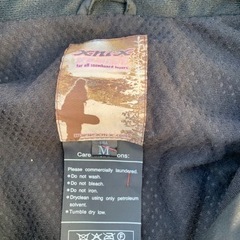 for all snowboard lovers
M
Care Instructions:
Please commercially laundered.
●Do not wash.
●Do not bleach.
●Do not iron.
●Dryclean using only petroleum
solvent.
●Tumble dry low.